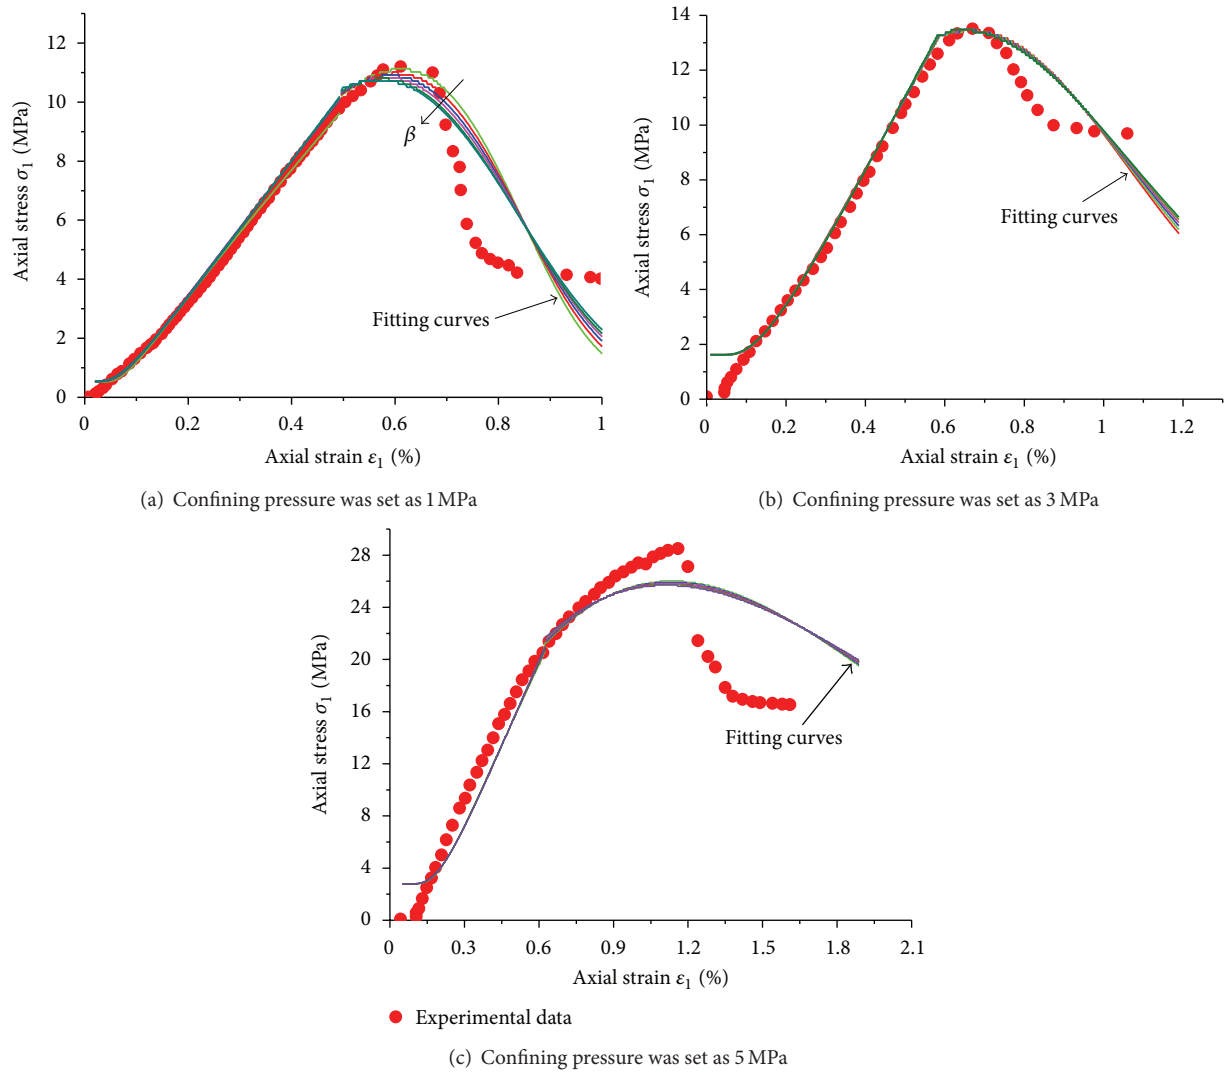 12
10
8
6
4
2
0
Axial stress σ₁ (MPa)
β
Fitting curves
0 0.2 0.4 0.6 0.8 1
Axial strain ε₁ (%)
(a) Confining pressure was set as 1 MPa
14
12
10
8
6
4
2
0
Axial stress σ₁ (MPa)
Fitting curves
0 0.2 0.4 0.6 0.8 1 1.2
Axial strain ε₁ (%)
(b) Confining pressure was set as 3 MPa
28
24
20
16
12
8
4
0
Axial stress σ₁ (MPa)
Fitting curves
0 0.3 0.6 0.9 1.2 1.5 1.8 2.1
Axial strain ε₁ (%)
Experimental data
(c) Confining pressure was set as 5 MPa